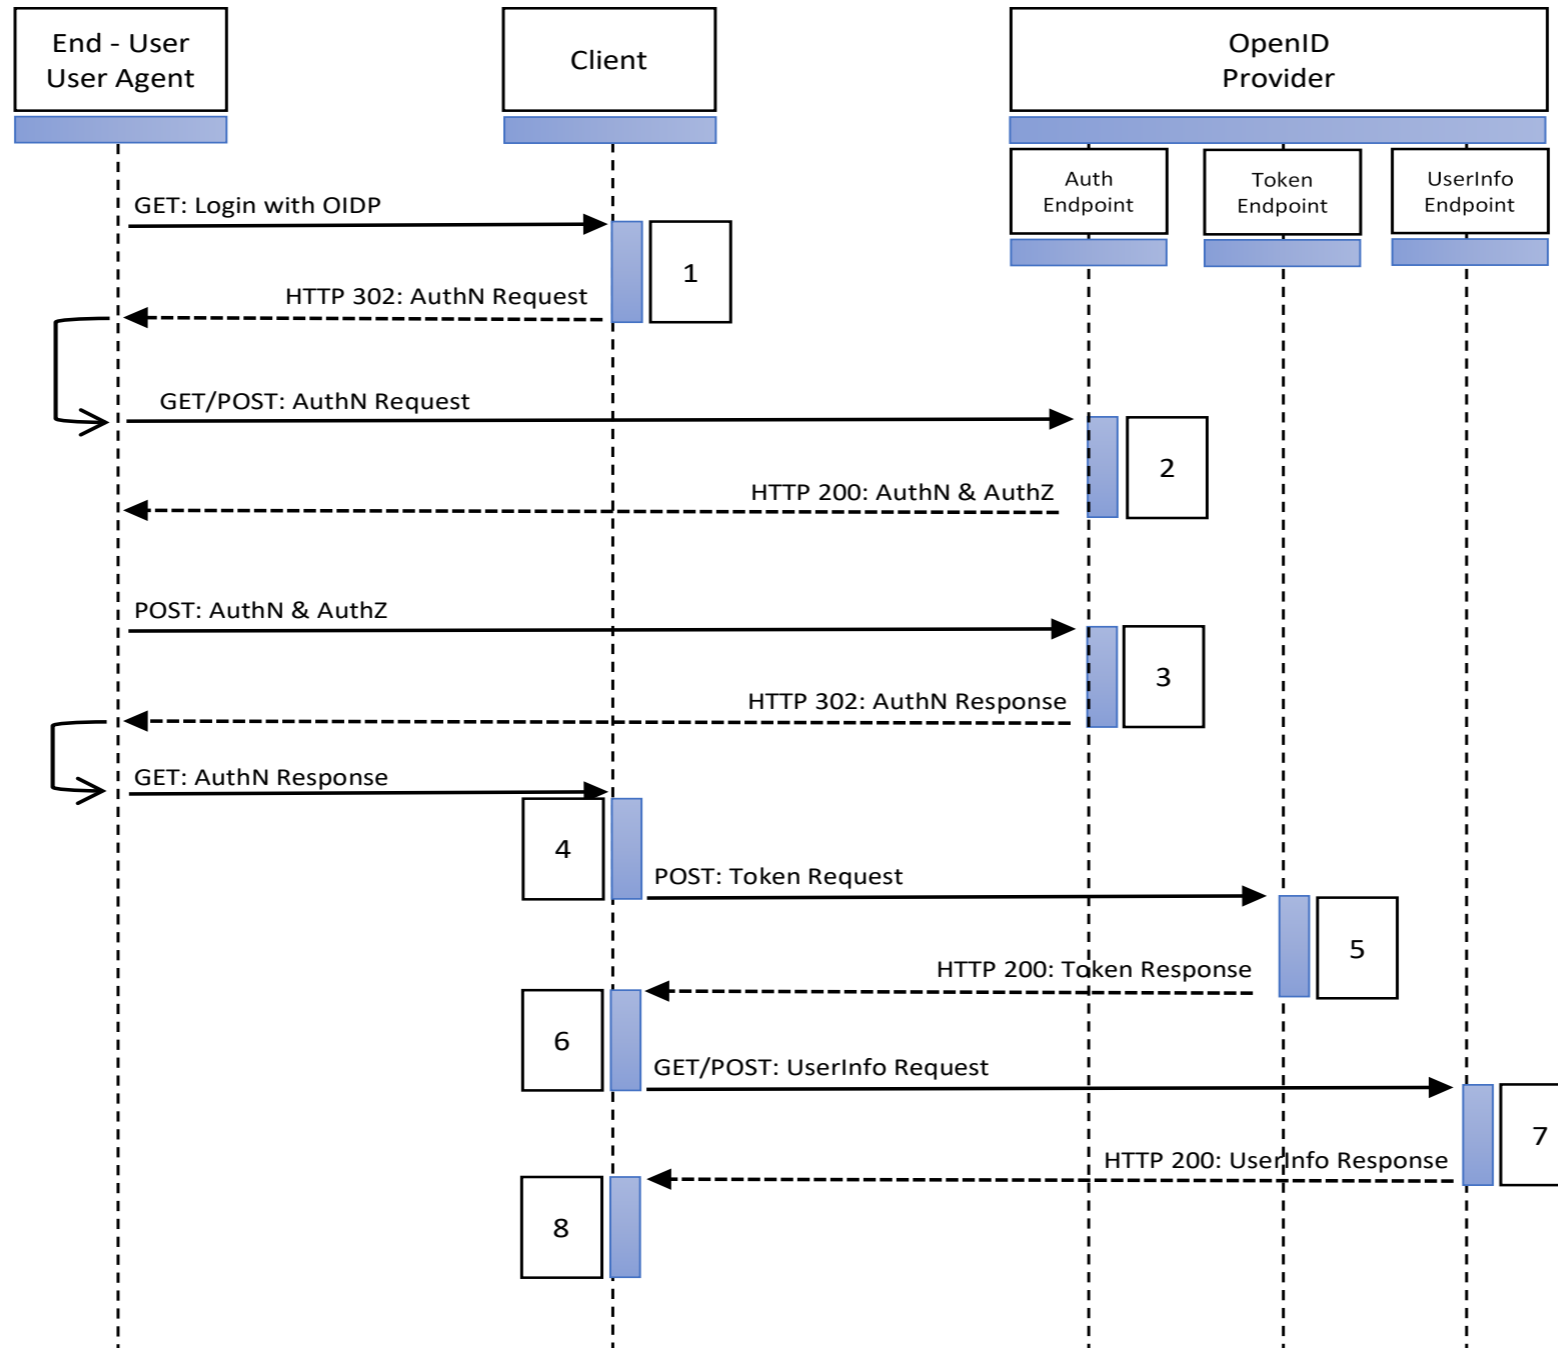 End - User
User Agent
Client
OpenID
Provider
Auth
Endpoint
Token
Endpoint
UserInfo
Endpoint
GET: Login with OIDP
1
HTTP 302: AuthN Request
GET/POST: AuthN Request
2
HTTP 200: AuthN & AuthZ
POST: AuthN & AuthZ
3
HTTP 302: AuthN Response
GET: AuthN Response
4
POST: Token Request
5
HTTP 200: Token Response
6
GET/POST: UserInfo Request
7
HTTP 200: UserInfo Response
8